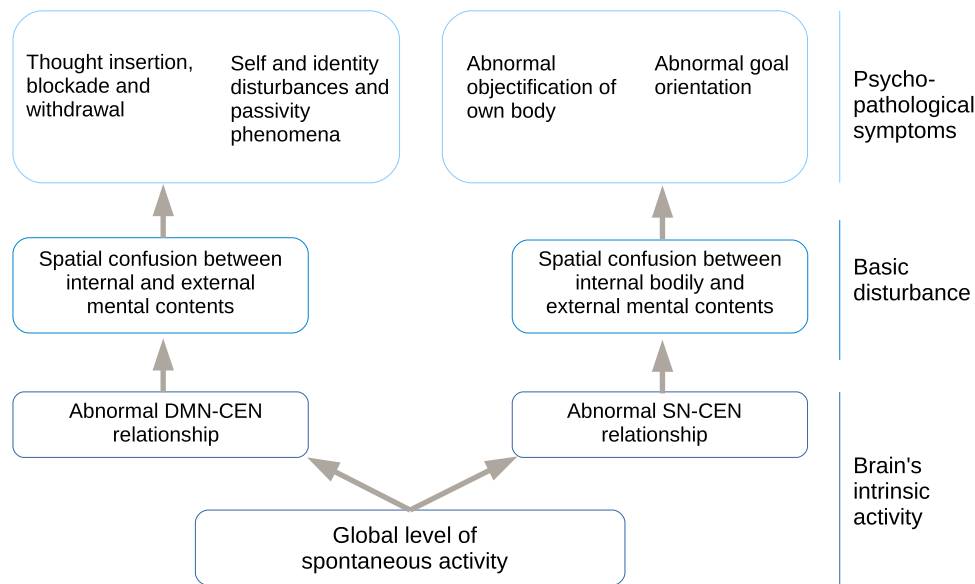 Thought insertion,
blockade and
withdrawal
Self and identity
disturbances and
passivity
phenomena
Abnormal
objectification of
own body
Abnormal goal
orientation
Psycho-
pathological
symptoms
Spatial confusion between
internal and external
mental contents
Spatial confusion between
internal bodily and
external mental contents
Basic
disturbance
Abnormal DMN-CEN
relationship
Abnormal SN-CEN
relationship
Brain's
intrinsic
activity
Global level of
spontaneous activity